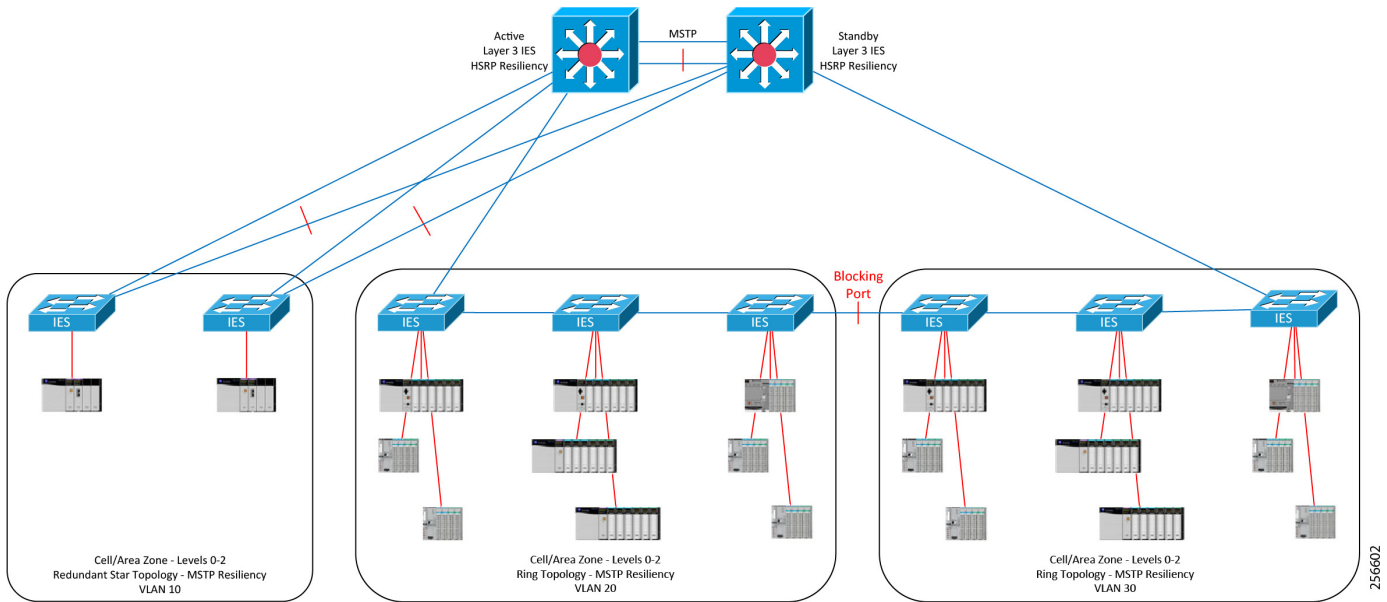 Active
Layer 3 IES
HSRP Resiliency
MSTP
Standby
Layer 3 IES
HSRP Resiliency
Blocking
Port
IES
IES
IES
IES
IES
IES
IES
IES
Cell/Area Zone - Levels 0-2
Redundant Star Topology - MSTP Resiliency
VLAN 10
Cell/Area Zone - Levels 0-2
Ring Topology - MSTP Resiliency
VLAN 20
Cell/Area Zone - Levels 0-2
Ring Topology - MSTP Resiliency
VLAN 30
256602